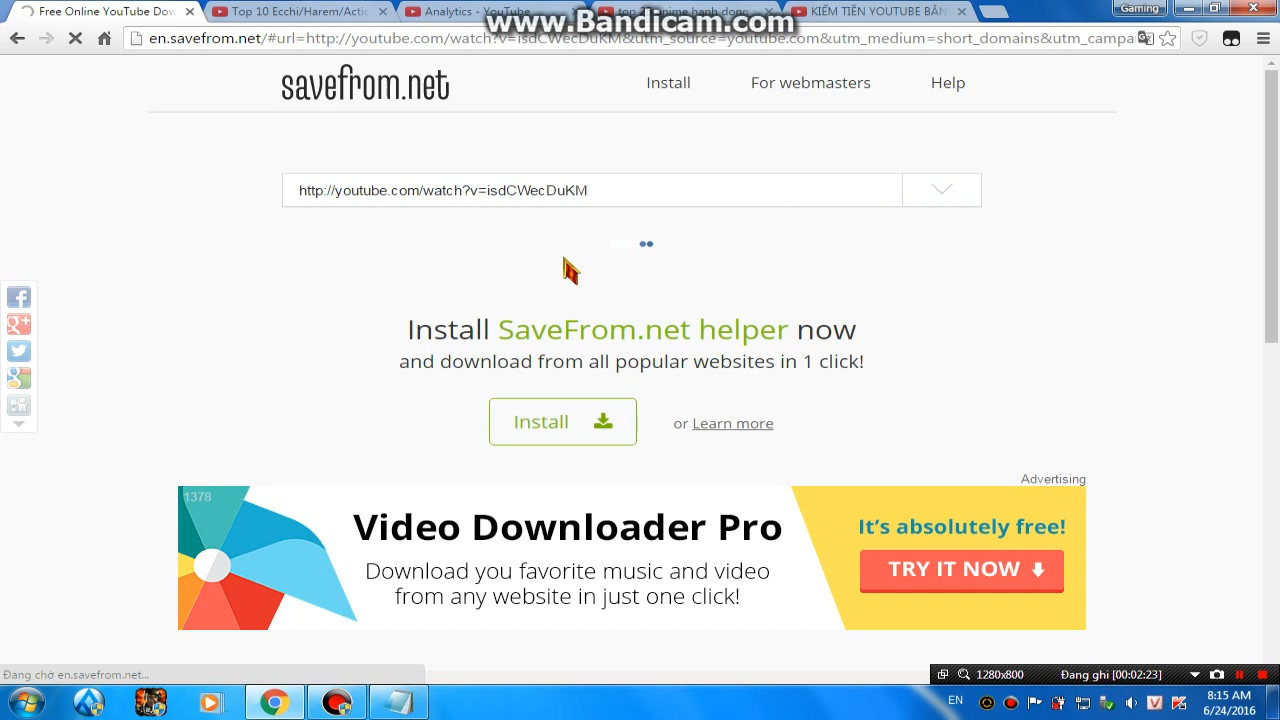 Free Online YouTube Dow
Top 10 Ecchi/Harem/Actio
Analytics - YouTube
KIẾM TIỀN YOUTUBE BẰN
Gaming
www.Bandicam.com
en.savefrom.net/#url=http://youtube.com/watch?v=isdCWecDuKM&utm_source=youtube.com&utm_medium=short_domains&utm_campa
savefrom.net
Install
For webmasters
Help
http://youtube.com/watch?v=isdCWecDuKM
Install SaveFrom.net helper now
and download from all popular websites in 1 click!
Install
or Learn more
Advertising
1378
Video Downloader Pro
Download you favorite music and video
from any website in just one click!
It's absolutely free!
TRY IT NOW
Đang chờ en.savefrom.net...
1280x800
Đang ghi [00:02:23]
EN
8:15 AM
6/24/2016